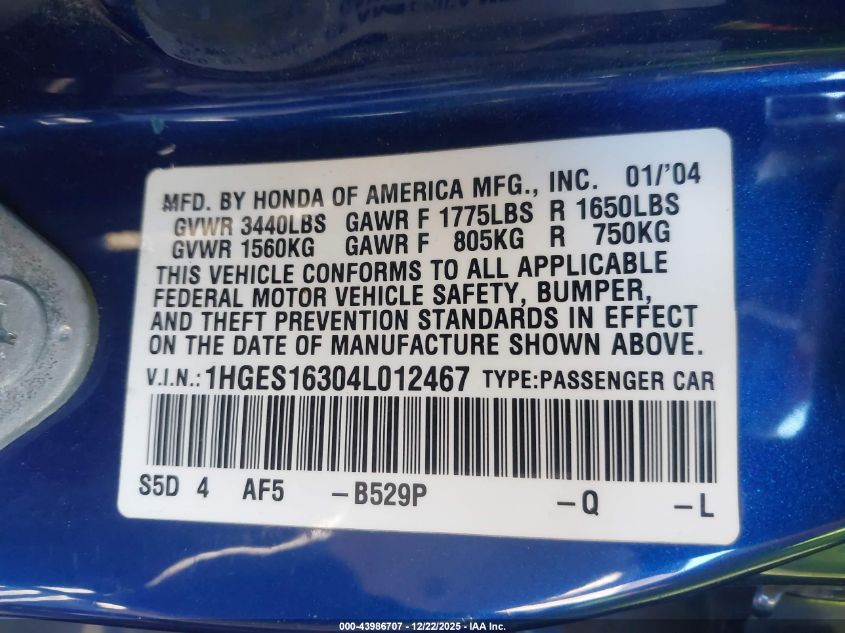 MFD. BY HONDA OF AMERICA MFG., INC. 01/'04
GVWR 3440LBS GAWR F 1775LBS R 1650LBS
GVWR 1560KG GAWR F 805KG R 750KG
THIS VEHICLE CONFORMS TO ALL APPLICABLE
FEDERAL MOTOR VEHICLE SAFETY, BUMPER,
AND THEFT PREVENTION STANDARDS IN EFFECT
ON THE DATE OF MANUFACTURE SHOWN ABOVE.
V.I.N.: 1HGES16304L012467 TYPE:PASSENGER CAR
S5D 4 AF5 -B529P -Q -L
000-43986707 - 12/22/2025 - IAA Inc.